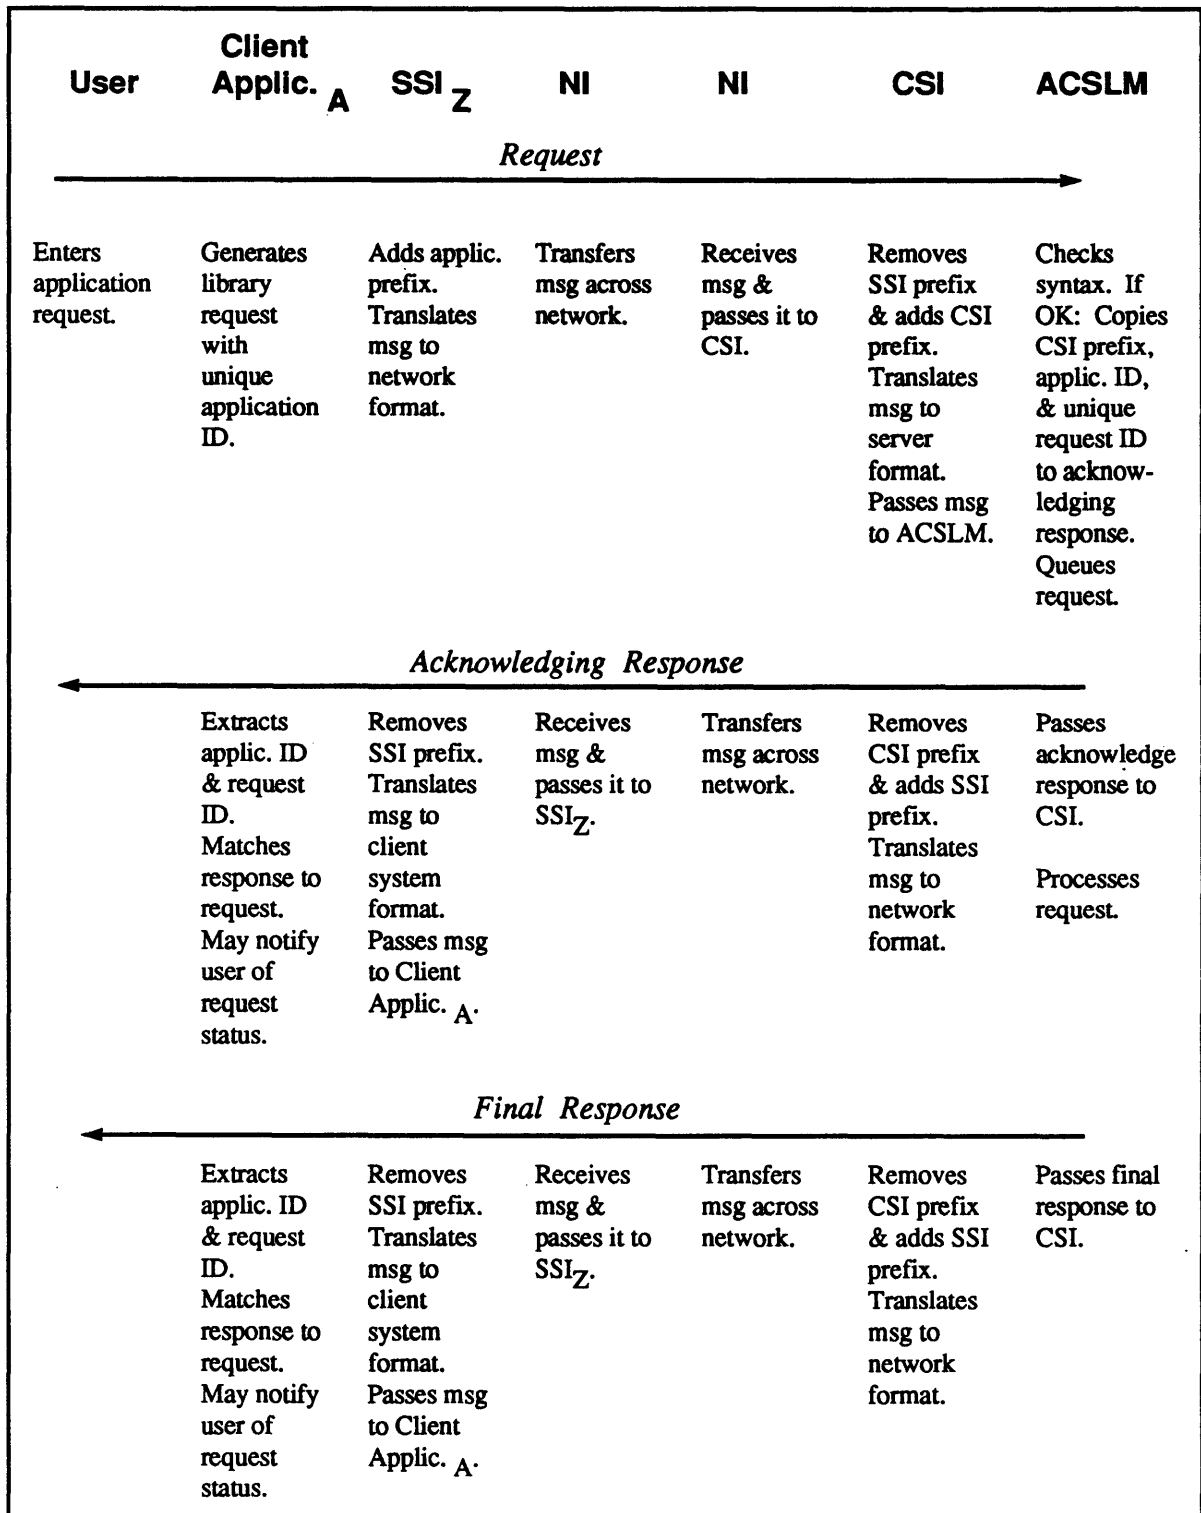 Client
User Applic. A SSI Z NI NI CSI ACSLM
Request
Enters
application
request.
Generates
library
request
with
unique
application
ID.
Adds applic.
prefix.
Translates
msg to
network
format.
Transfers
msg across
network.
Receives
msg &
passes it to
CSI.
Removes
SSI prefix
& adds CSI
prefix.
Translates
msg to
server
format.
Passes msg
to ACSLM.
Checks
syntax. If
OK: Copies
CSI prefix,
applic. ID,
& unique
request ID
to acknow-
ledging
response.
Queues
request.
Acknowledging Response
Extracts
applic. ID
& request
ID.
Matches
response to
request.
May notify
user of
request
status.
Removes
SSI prefix.
Translates
msg to
client
system
format.
Passes msg
to Client
Applic. A.
Receives
msg &
passes it to
SSIZ.
Transfers
msg across
network.
Removes
CSI prefix
& adds SSI
prefix.
Translates
msg to
network
format.
Passes
acknowledge
response to
CSI.
Processes
request.
Final Response
Extracts
applic. ID
& request
ID.
Matches
response to
request.
May notify
user of
request
status.
Removes
SSI prefix.
Translates
msg to
client
system
format.
Passes msg
to Client
Applic. A.
Receives
msg &
passes it to
SSIZ.
Transfers
msg across
network.
Removes
CSI prefix
& adds SSI
prefix.
Translates
msg to
network
format.
Passes final
response to
CSI.